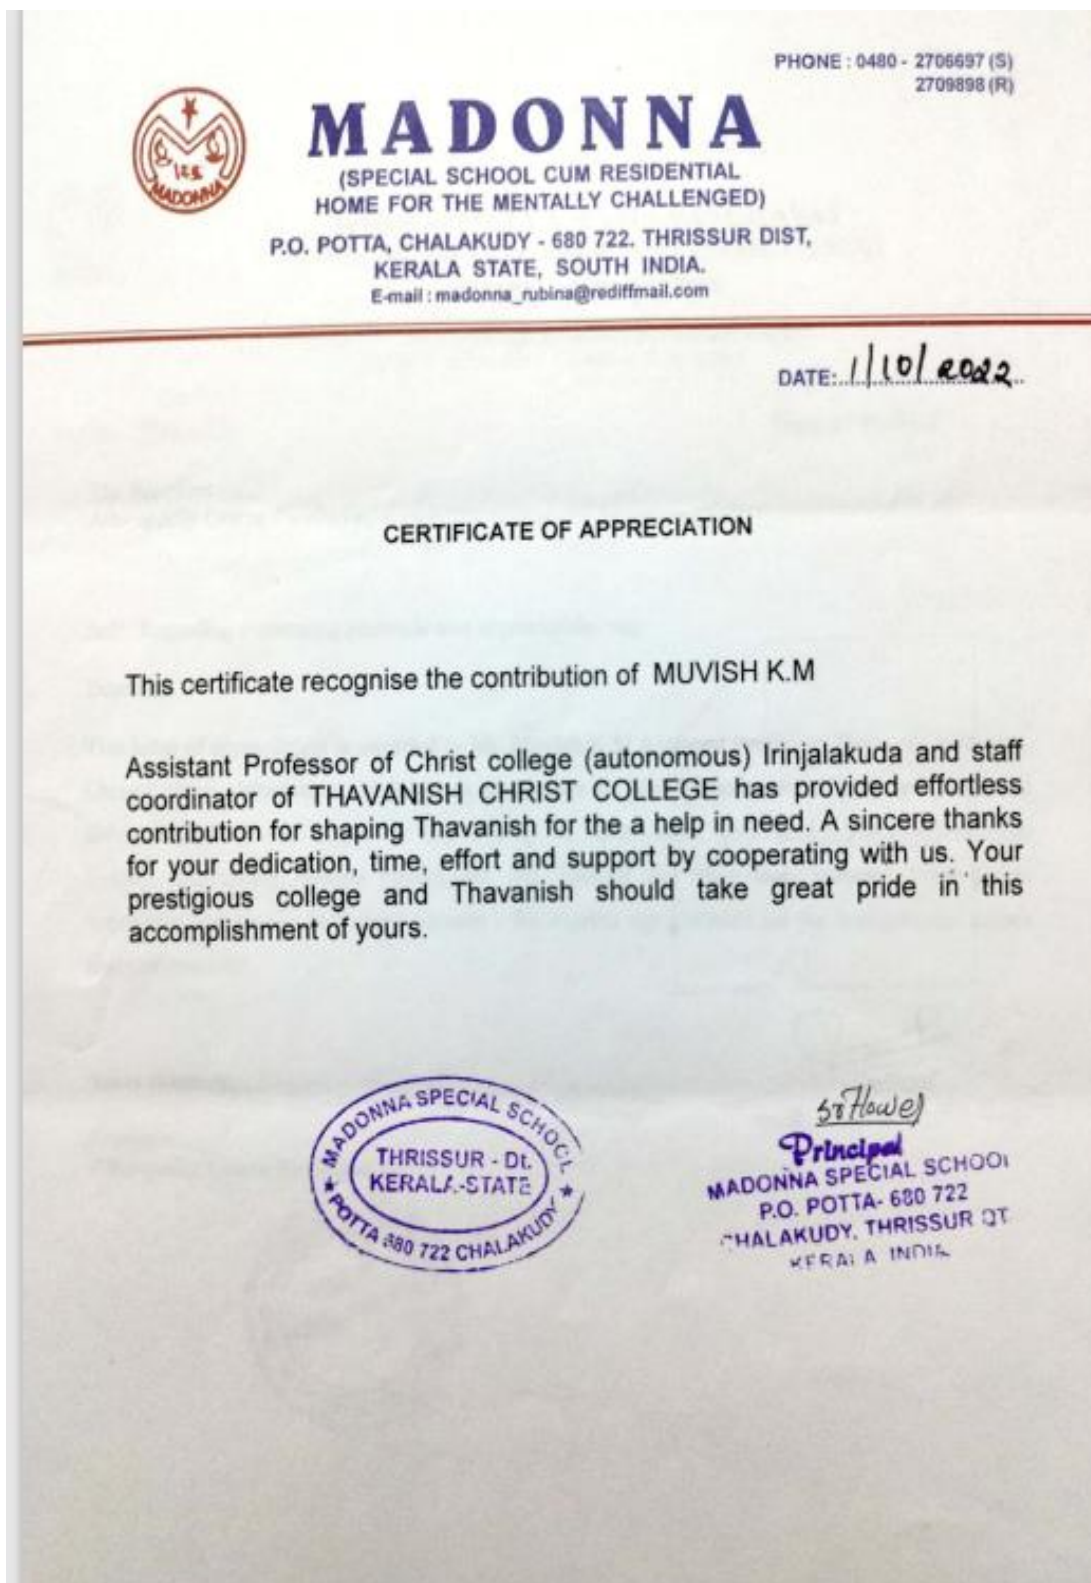 PHONE : 0480 - 2706697 (S)
2709898 (R)
MADONNA
MADONNA
(SPECIAL SCHOOL CUM RESIDENTIAL
HOME FOR THE MENTALLY CHALLENGED)
P.O. POTTA, CHALAKUDY - 680 722. THRISSUR DIST,
KERALA STATE, SOUTH INDIA.
E-mail : madonna_rubina@rediffmail.com
DATE: 1/10/2022
CERTIFICATE OF APPRECIATION
This certificate recognise the contribution of MUVISH K.M
Assistant Professor of Christ college (autonomous) Irinjalakuda and staff
coordinator of THAVANISH CHRIST COLLEGE has provided effortless
contribution for shaping Thavanish for the a help in need. A sincere thanks
for your dedication, time, effort and support by cooperating with us. Your
prestigious college and Thavanish should take great pride in this
accomplishment of yours.
MADONNA SPECIAL SCHOOL
THRISSUR - Dt.
KERALA-STATE
POTTA 680 722 CHALAKUDY
Principal
MADONNA SPECIAL SCHOOL
P.O. POTTA- 680 722
CHALAKUDY, THRISSUR DT
KERALA INDIA